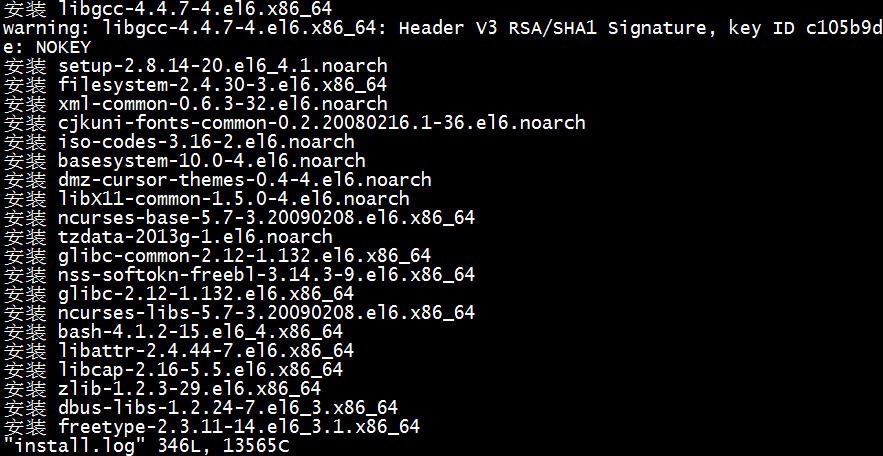 安装 libgcc-4.4.7-4.el6.x86_64
warning: libgcc-4.4.7-4.el6.x86_64: Header V3 RSA/SHA1 Signature, key ID c105b9d
e: NOKEY
安装 setup-2.8.14-20.el6_4.1.noarch
安装 filesystem-2.4.30-3.el6.x86_64
安装 xml-common-0.6.3-32.el6.noarch
安装 cjkuni-fonts-common-0.2.20080216.1-36.el6.noarch
安装 iso-codes-3.16-2.el6.noarch
安装 basesystem-10.0-4.el6.noarch
安装 dmz-cursor-themes-0.4-4.el6.noarch
安装 libX11-common-1.5.0-4.el6.noarch
安装 ncurses-base-5.7-3.20090208.el6.x86_64
安装 tzdata-2013g-1.el6.noarch
安装 glibc-common-2.12-1.132.el6.x86_64
安装 nss-softokn-freebl-3.14.3-9.el6.x86_64
安装 glibc-2.12-1.132.el6.x86_64
安装 ncurses-libs-5.7-3.20090208.el6.x86_64
安装 bash-4.1.2-15.el6_4.x86_64
安装 libattr-2.4.44-7.el6.x86_64
安装 libcap-2.16-5.5.el6.x86_64
安装 zlib-1.2.3-29.el6.x86_64
安装 dbus-libs-1.2.24-7.el6_3.x86_64
安装 freetype-2.3.11-14.el6_3.1.x86_64
"install.log" 346L, 13565C